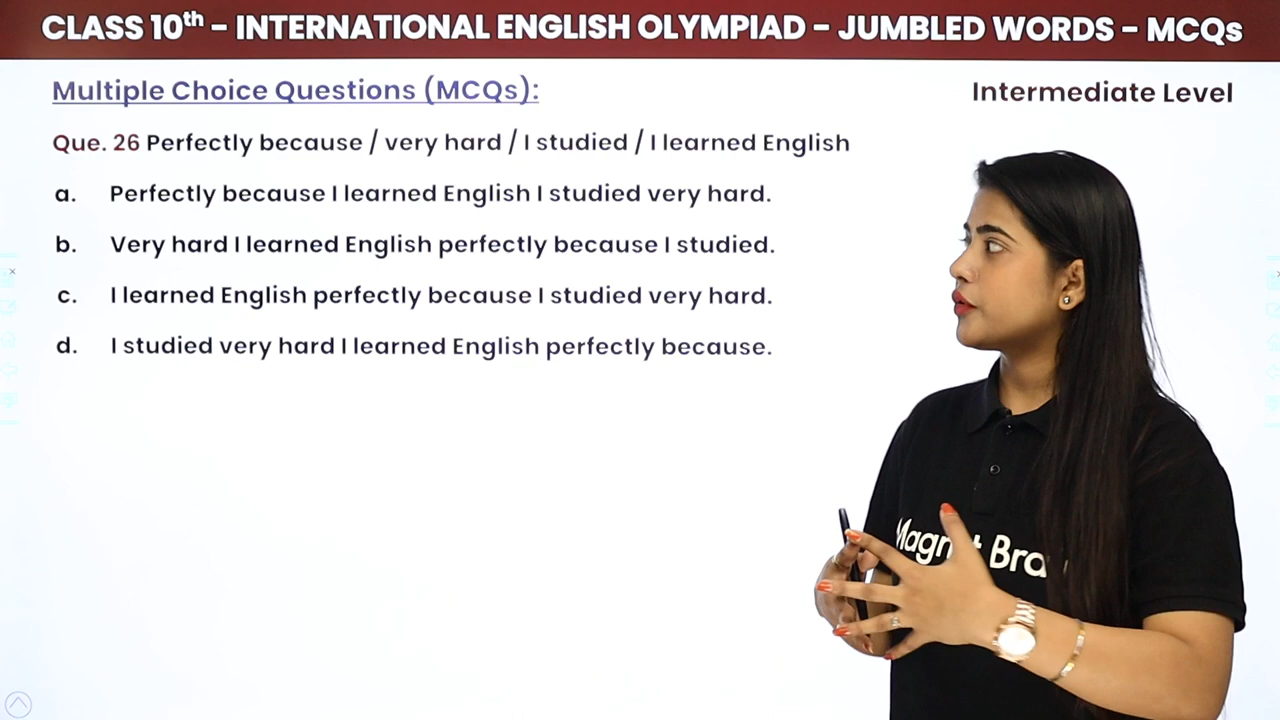 CLASS 10th – INTERNATIONAL ENGLISH OLYMPIAD – JUMBLED WORDS – MCQs
Multiple Choice Questions (MCQs):
Intermediate Level
Que. 26 Perfectly because / very hard / I studied / I learned English
a. Perfectly because I learned English I studied very hard.
b. Very hard I learned English perfectly because I studied.
c. I learned English perfectly because I studied very hard.
d. I studied very hard I learned English perfectly because.